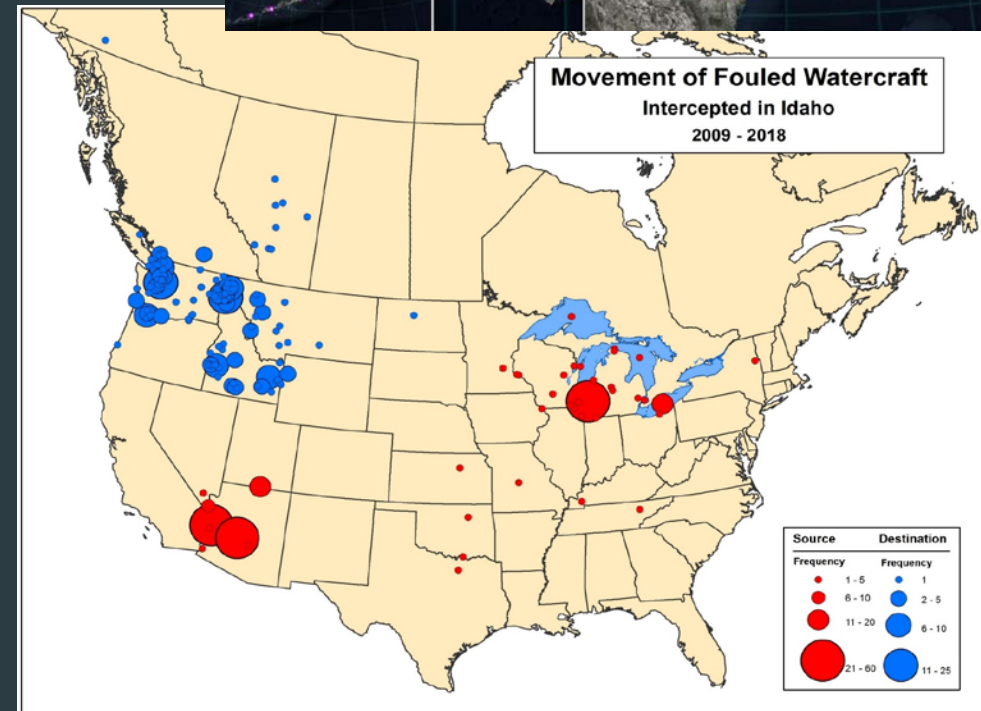 Movement of Fouled Watercraft
Intercepted in Idaho
2009 - 2018
Source Destination
Frequency Frequency
1 - 5 1
6 - 10 2 - 5
11 - 20 6 - 10
21 - 60 11 - 25